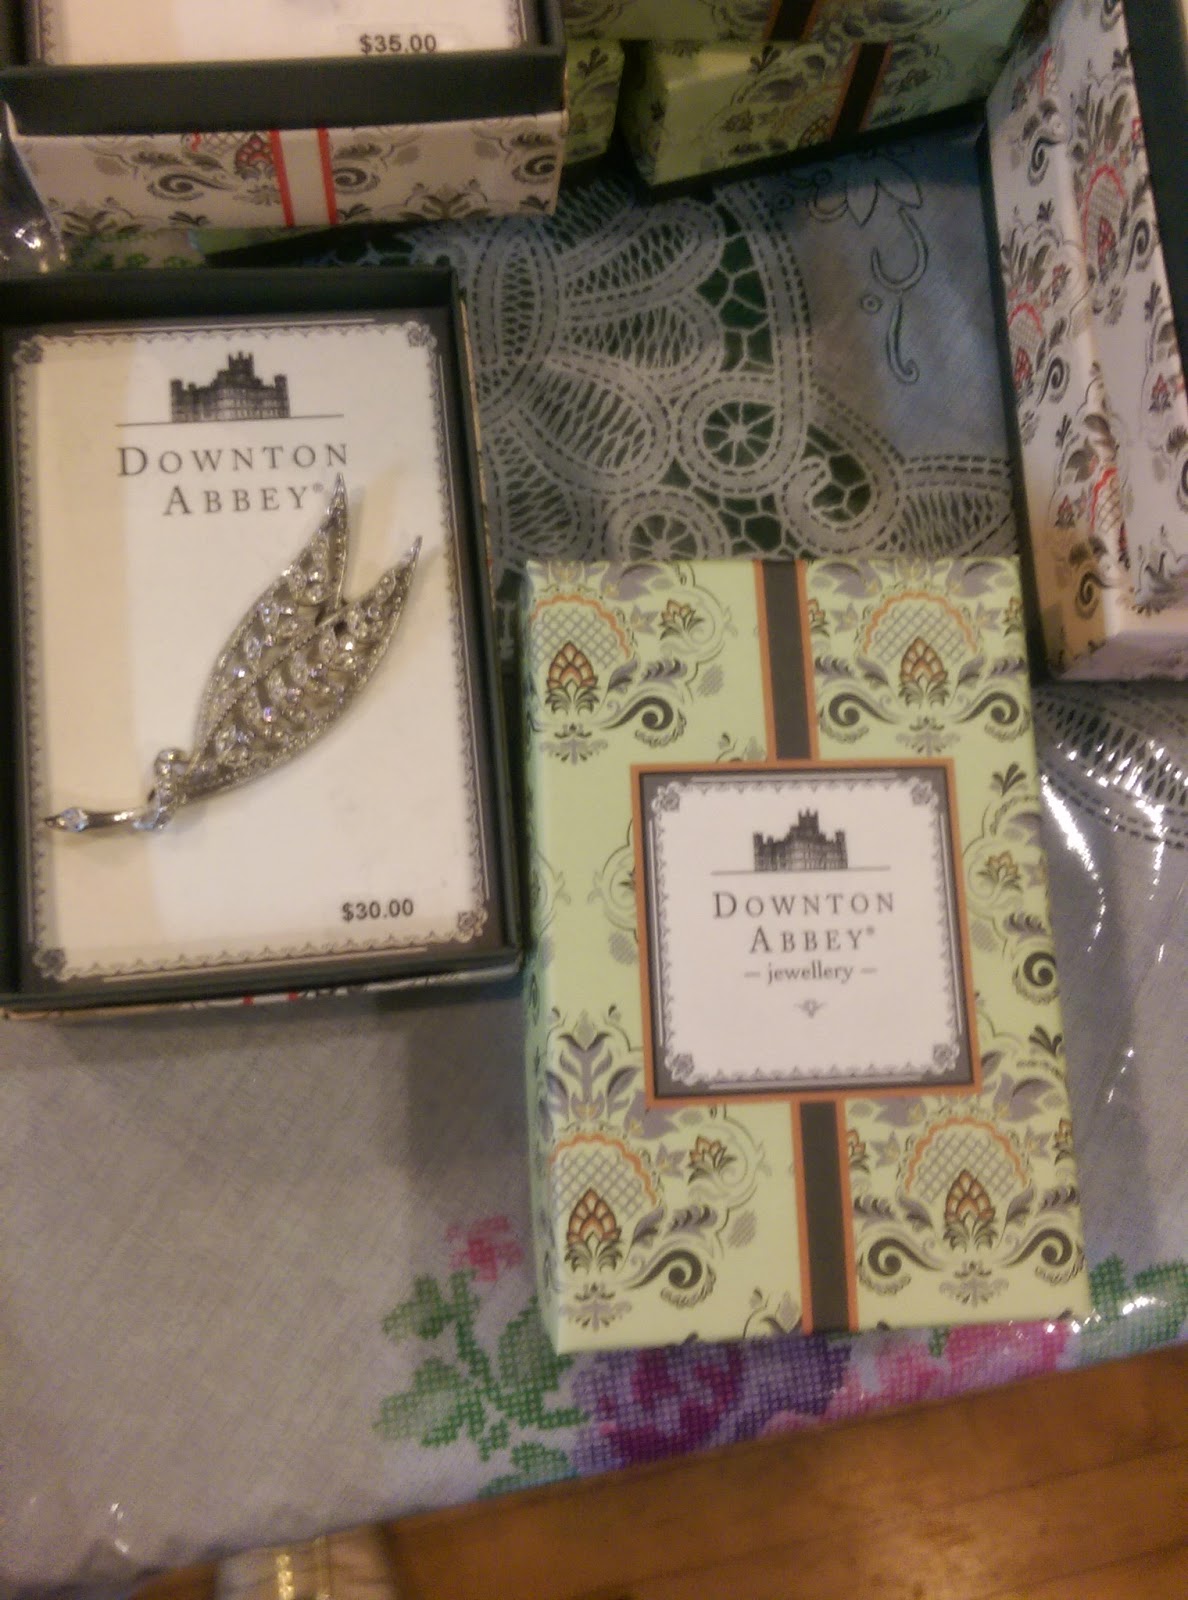 $35.00
DOWNTON
ABBEY®
$30.00
DOWNTON
ABBEY®
— jewellery —